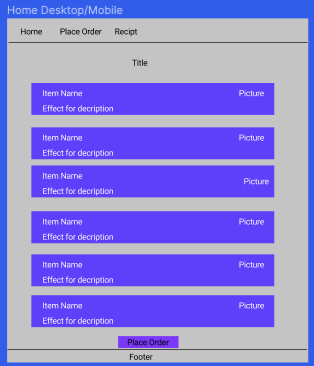 Home Desktop/Mobile
Home Place Order Recipt
Title
Item Name Picture
Effect for decription
Item Name Picture
Effect for decription
Item Name
Picture
Effect for decription
Item Name Picture
Effect for decription
Item Name Picture
Effect for decription
Item Name Picture
Effect for decription
Place Order
Footer